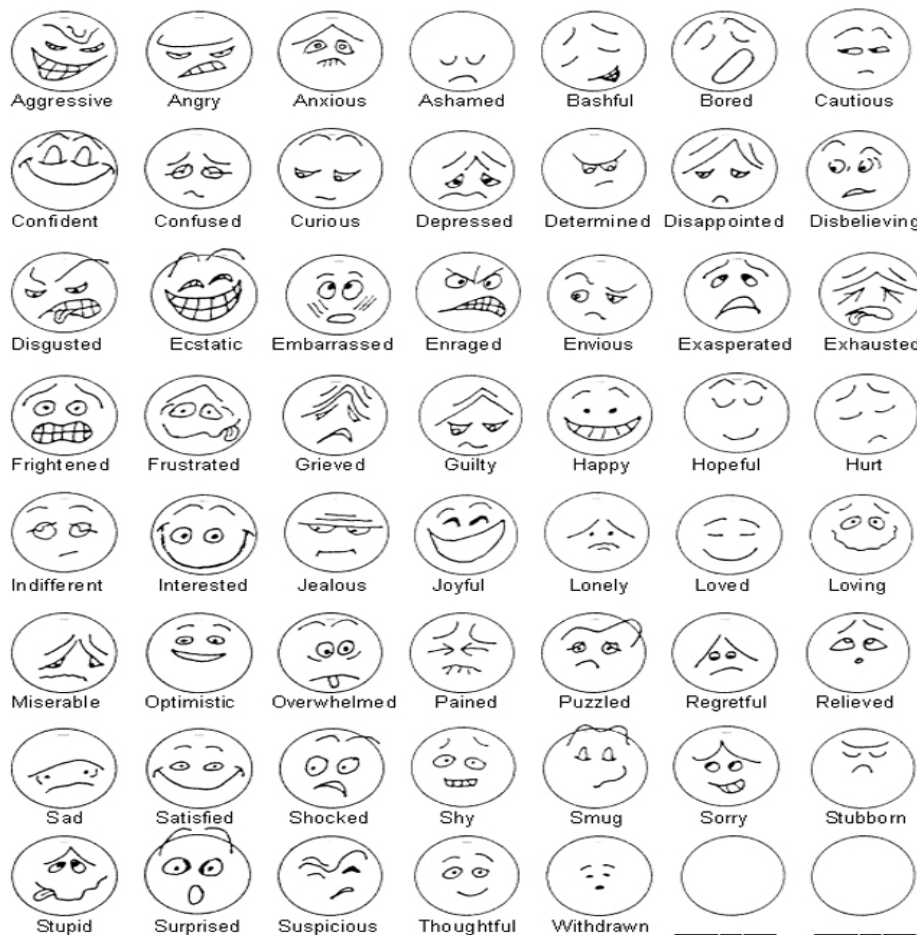 Aggressive Angry Anxious Ashamed Bashful Bored Cautious
Confident Confused Curious Depressed Determined Disappointed Disbelieving
Disgusted Ecstatic Embarrassed Enraged Envious Exasperated Exhausted
Frightened Frustrated Grieved Guilty Happy Hopeful Hurt
Indifferent Interested Jealous Joyful Lonely Loved Loving
Miserable Optimistic Overwhelmed Pained Puzzled Regretful Relieved
Sad Satisfied Shocked Shy Smug Sorry Stubborn
Stupid Surprised Suspicious Thoughtful Withdrawn